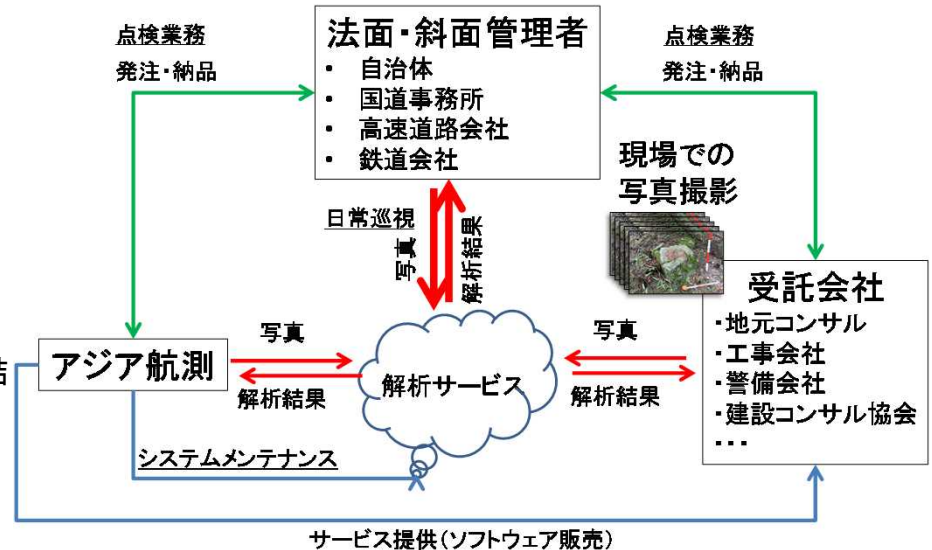 点検業務
発注・納品
法面・斜面管理者
・ 自治体
・ 国道事務所
・ 高速道路会社
・ 鉄道会社
点検業務
発注・納品
現場での
写真撮影
日常巡視
写真
解析結果
受託会社
・地元コンサル
・工事会社
・警備会社
・建設コンサル協会
・・・
アジア航測
写真
解析結果
解析サービス
写真
解析結果
システムメンテナンス
サービス提供(ソフトウェア販売)